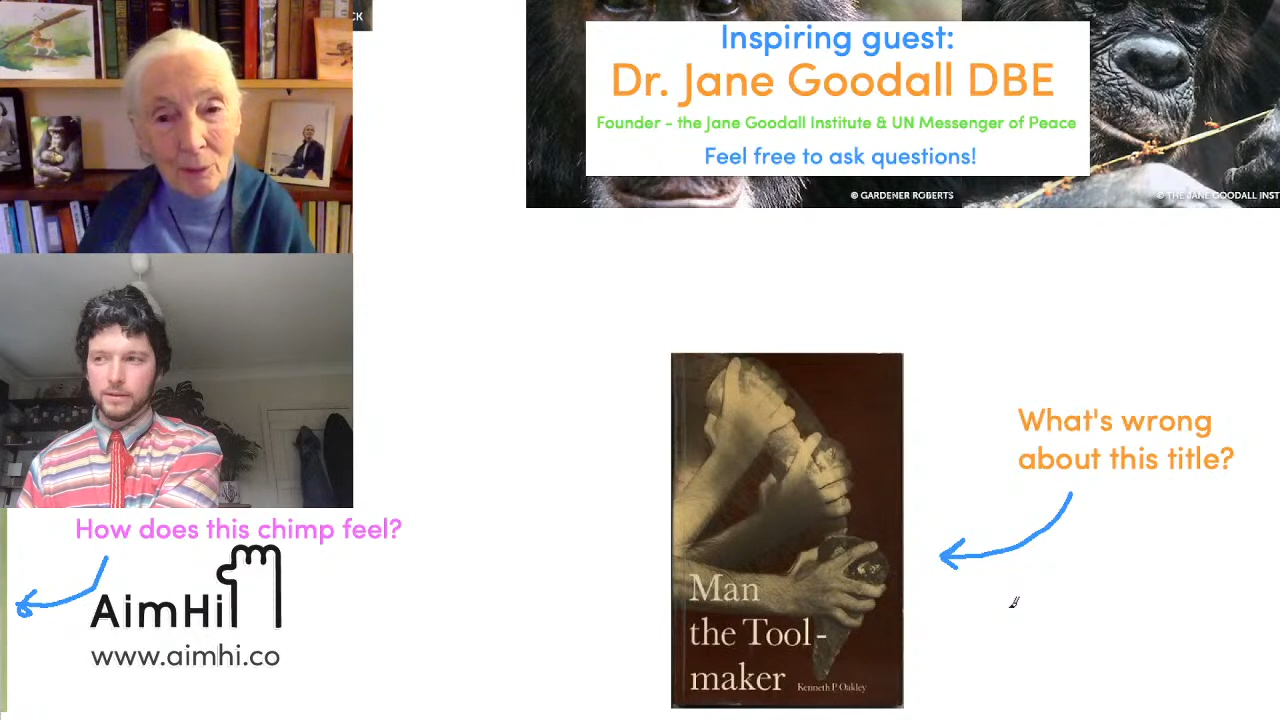 CK
Inspiring guest:
Dr. Jane Goodall DBE
Founder - the Jane Goodall Institute & UN Messenger of Peace
Feel free to ask questions!
© GARDENER ROBERTS
© THE JANE GOODALL INST
What's wrong
about this title?
Man
the Tool-
maker
Kenneth P. Oakley
How does this chimp feel?
AimHi
www.aimhi.co